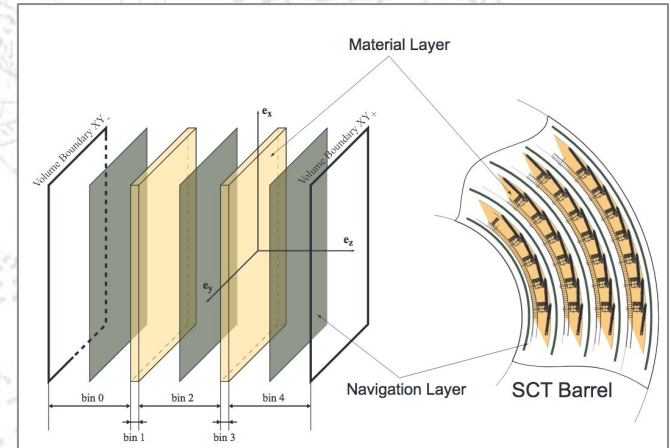 Material Layer
Volume Boundary XY-
Volume Boundary XY+
ex
ez
ey
bin 0
bin 2
bin 4
bin 1
bin 3
Navigation Layer
SCT Barrel